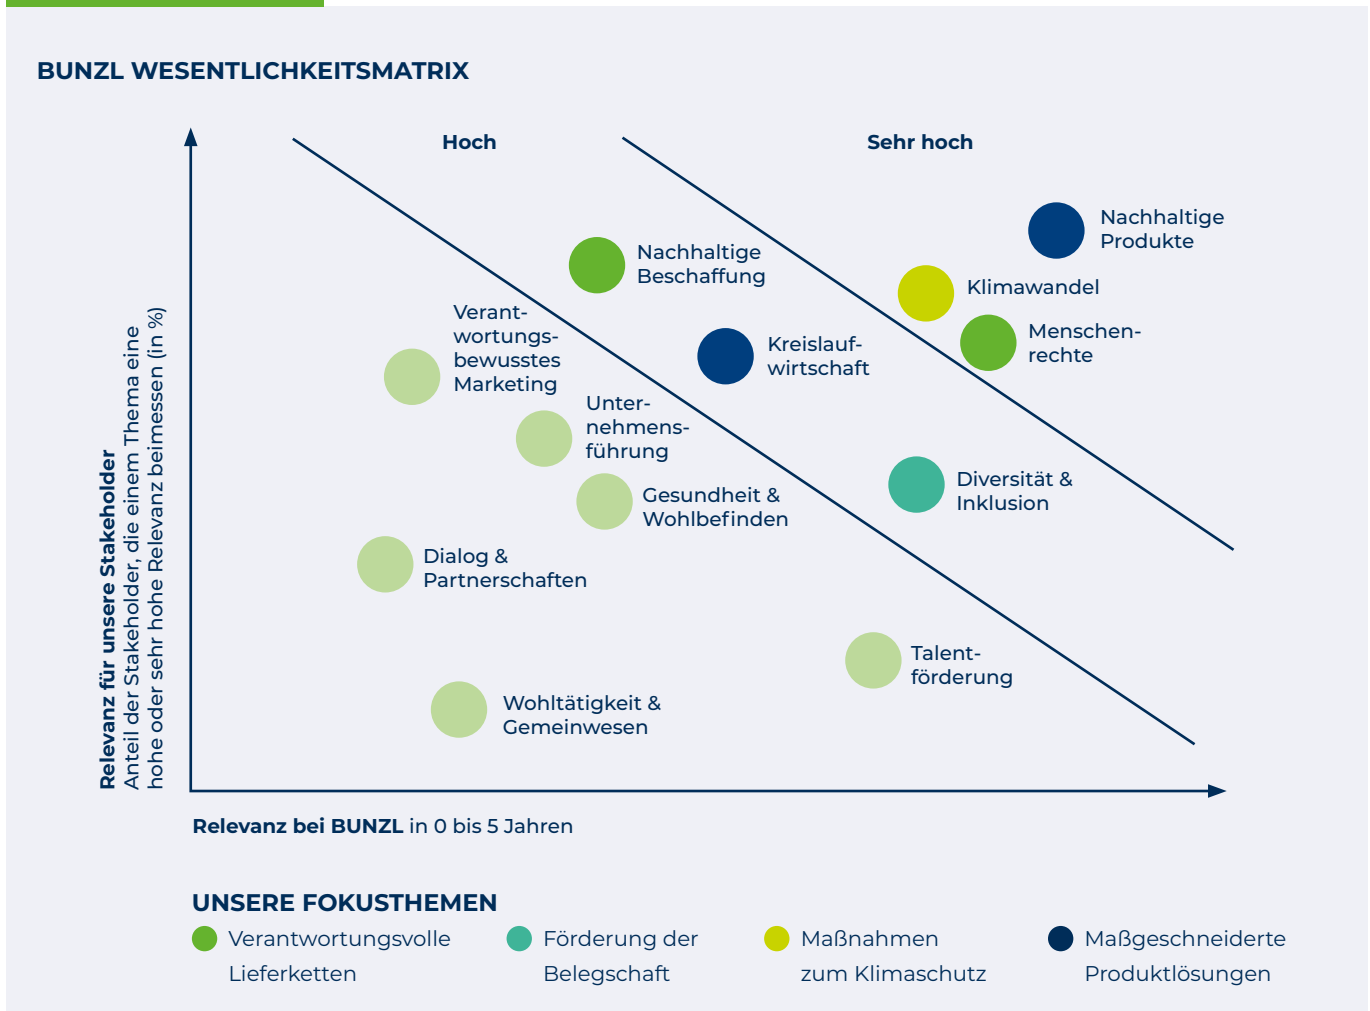 BUNZL WESENTLICHKEITSMATRIX
Hoch
Sehr hoch
Nachhaltige
Produkte
Nachhaltige
Beschaffung
Klimawandel
Verant-
wortungs-
bewusstes
Marketing
Menschen-
rechte
Kreislauf-
wirtschaft
Unter-
nehmens-
führung
Diversität &
Inklusion
Gesundheit &
Wohlbefinden
Dialog &
Partnerschaften
Talent-
förderung
Wohltätigkeit &
Gemeinwesen
Relevanz für unsere Stakeholder
Anteil der Stakeholder, die einem Thema eine
hohe oder sehr hohe Relevanz beimessen (in %)
Relevanz bei BUNZL in 0 bis 5 Jahren
UNSERE FOKUSTHEMEN
Verantwortungsvolle
Lieferketten
Förderung der
Belegschaft
Maßnahmen
zum Klimaschutz
Maßgeschneiderte
Produktlösungen